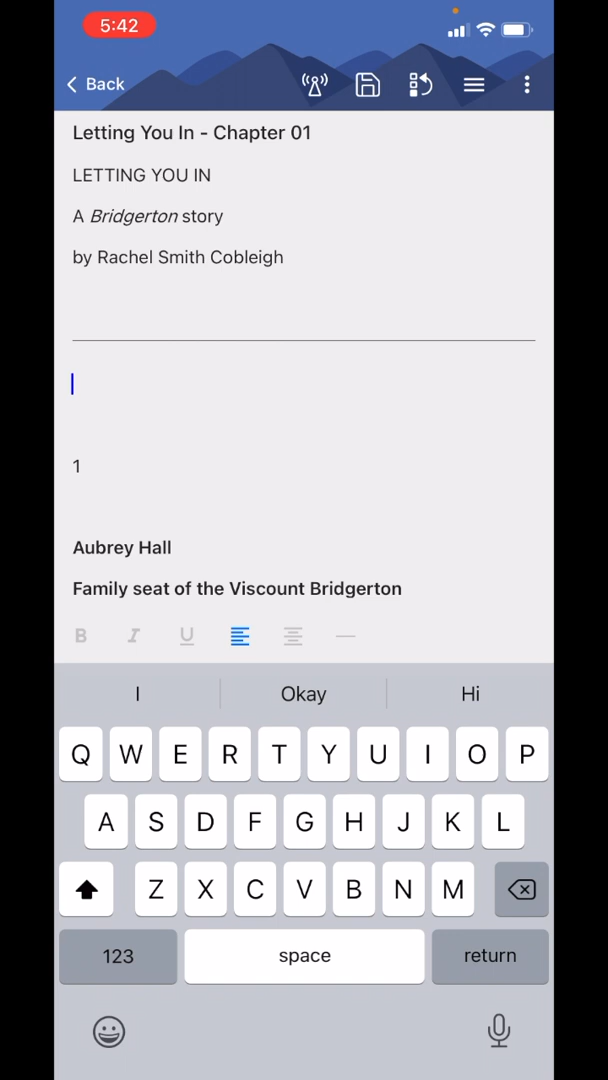 5:42
Back
Letting You In - Chapter 01
LETTING YOU IN
A Bridgerton story
by Rachel Smith Cobleigh
1
Aubrey Hall
Family seat of the Viscount Bridgerton
B I U
I Okay Hi
Q W E R T Y U I O P
A S D F G H J K L
Z X C V B N M
123 space return